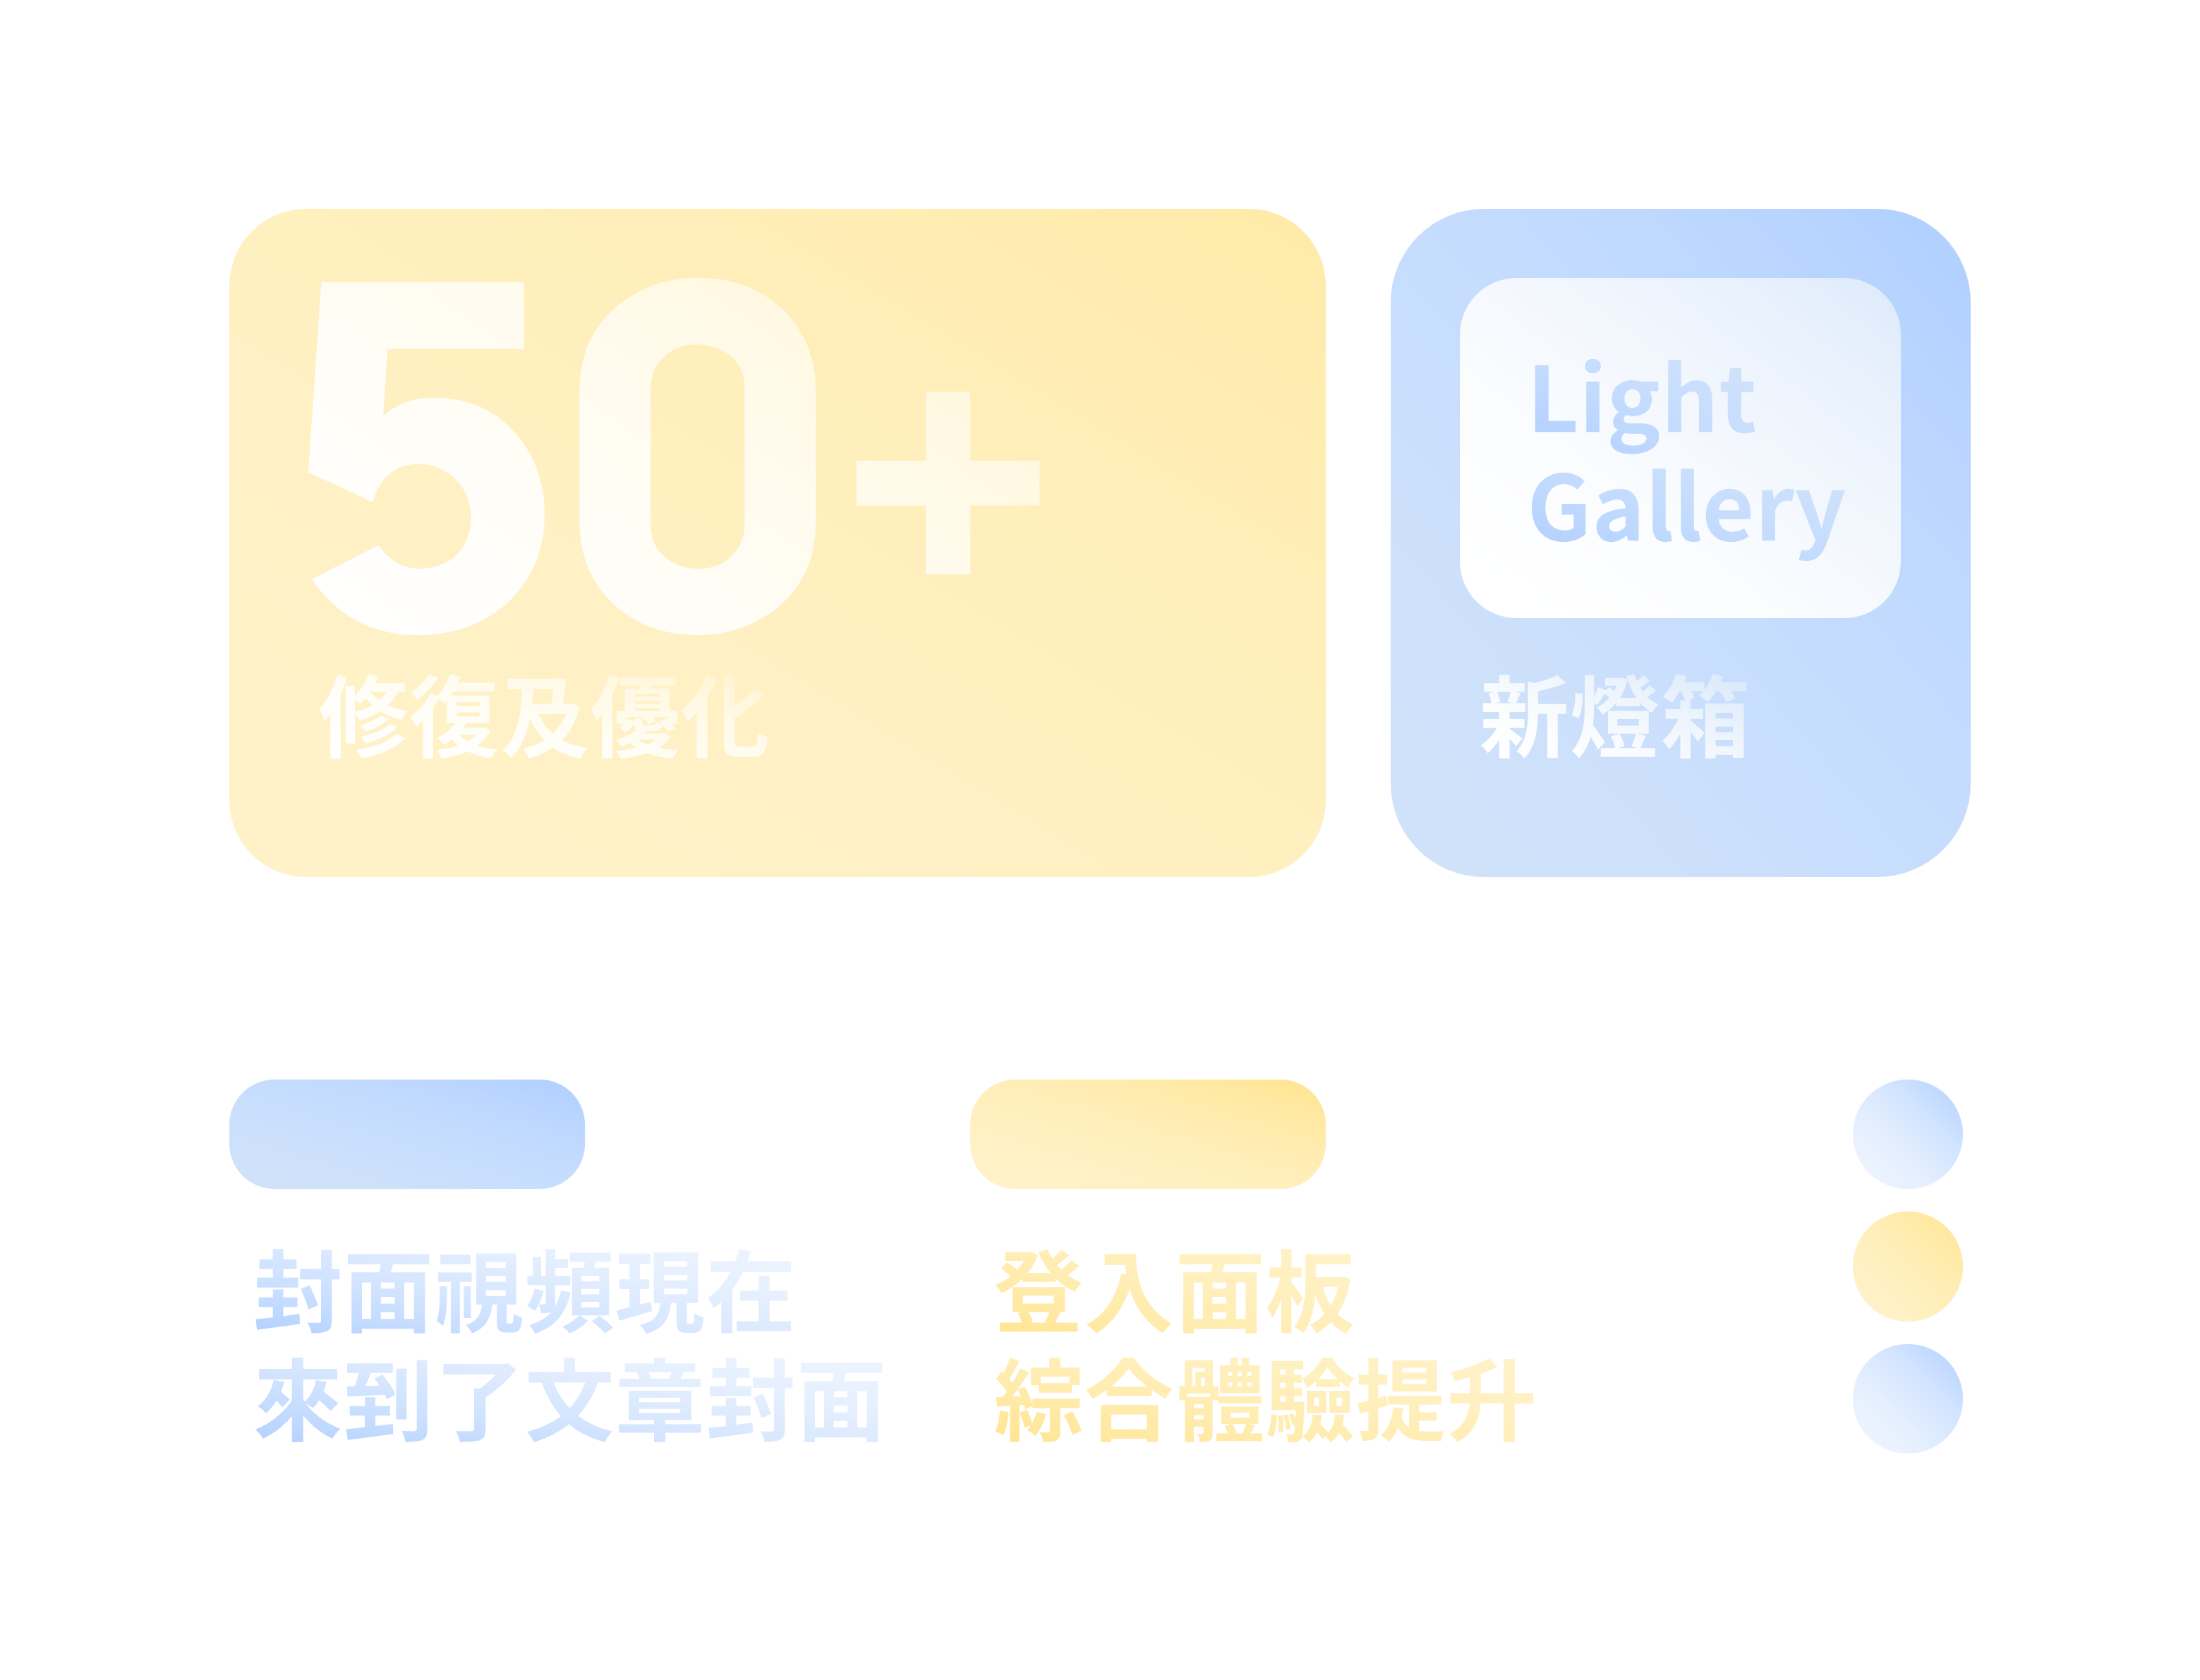 50+
修復及優化
Light
Gallery
新燈箱
封面視頻現在
來到了文章封面
登入面板
結合體驗提升